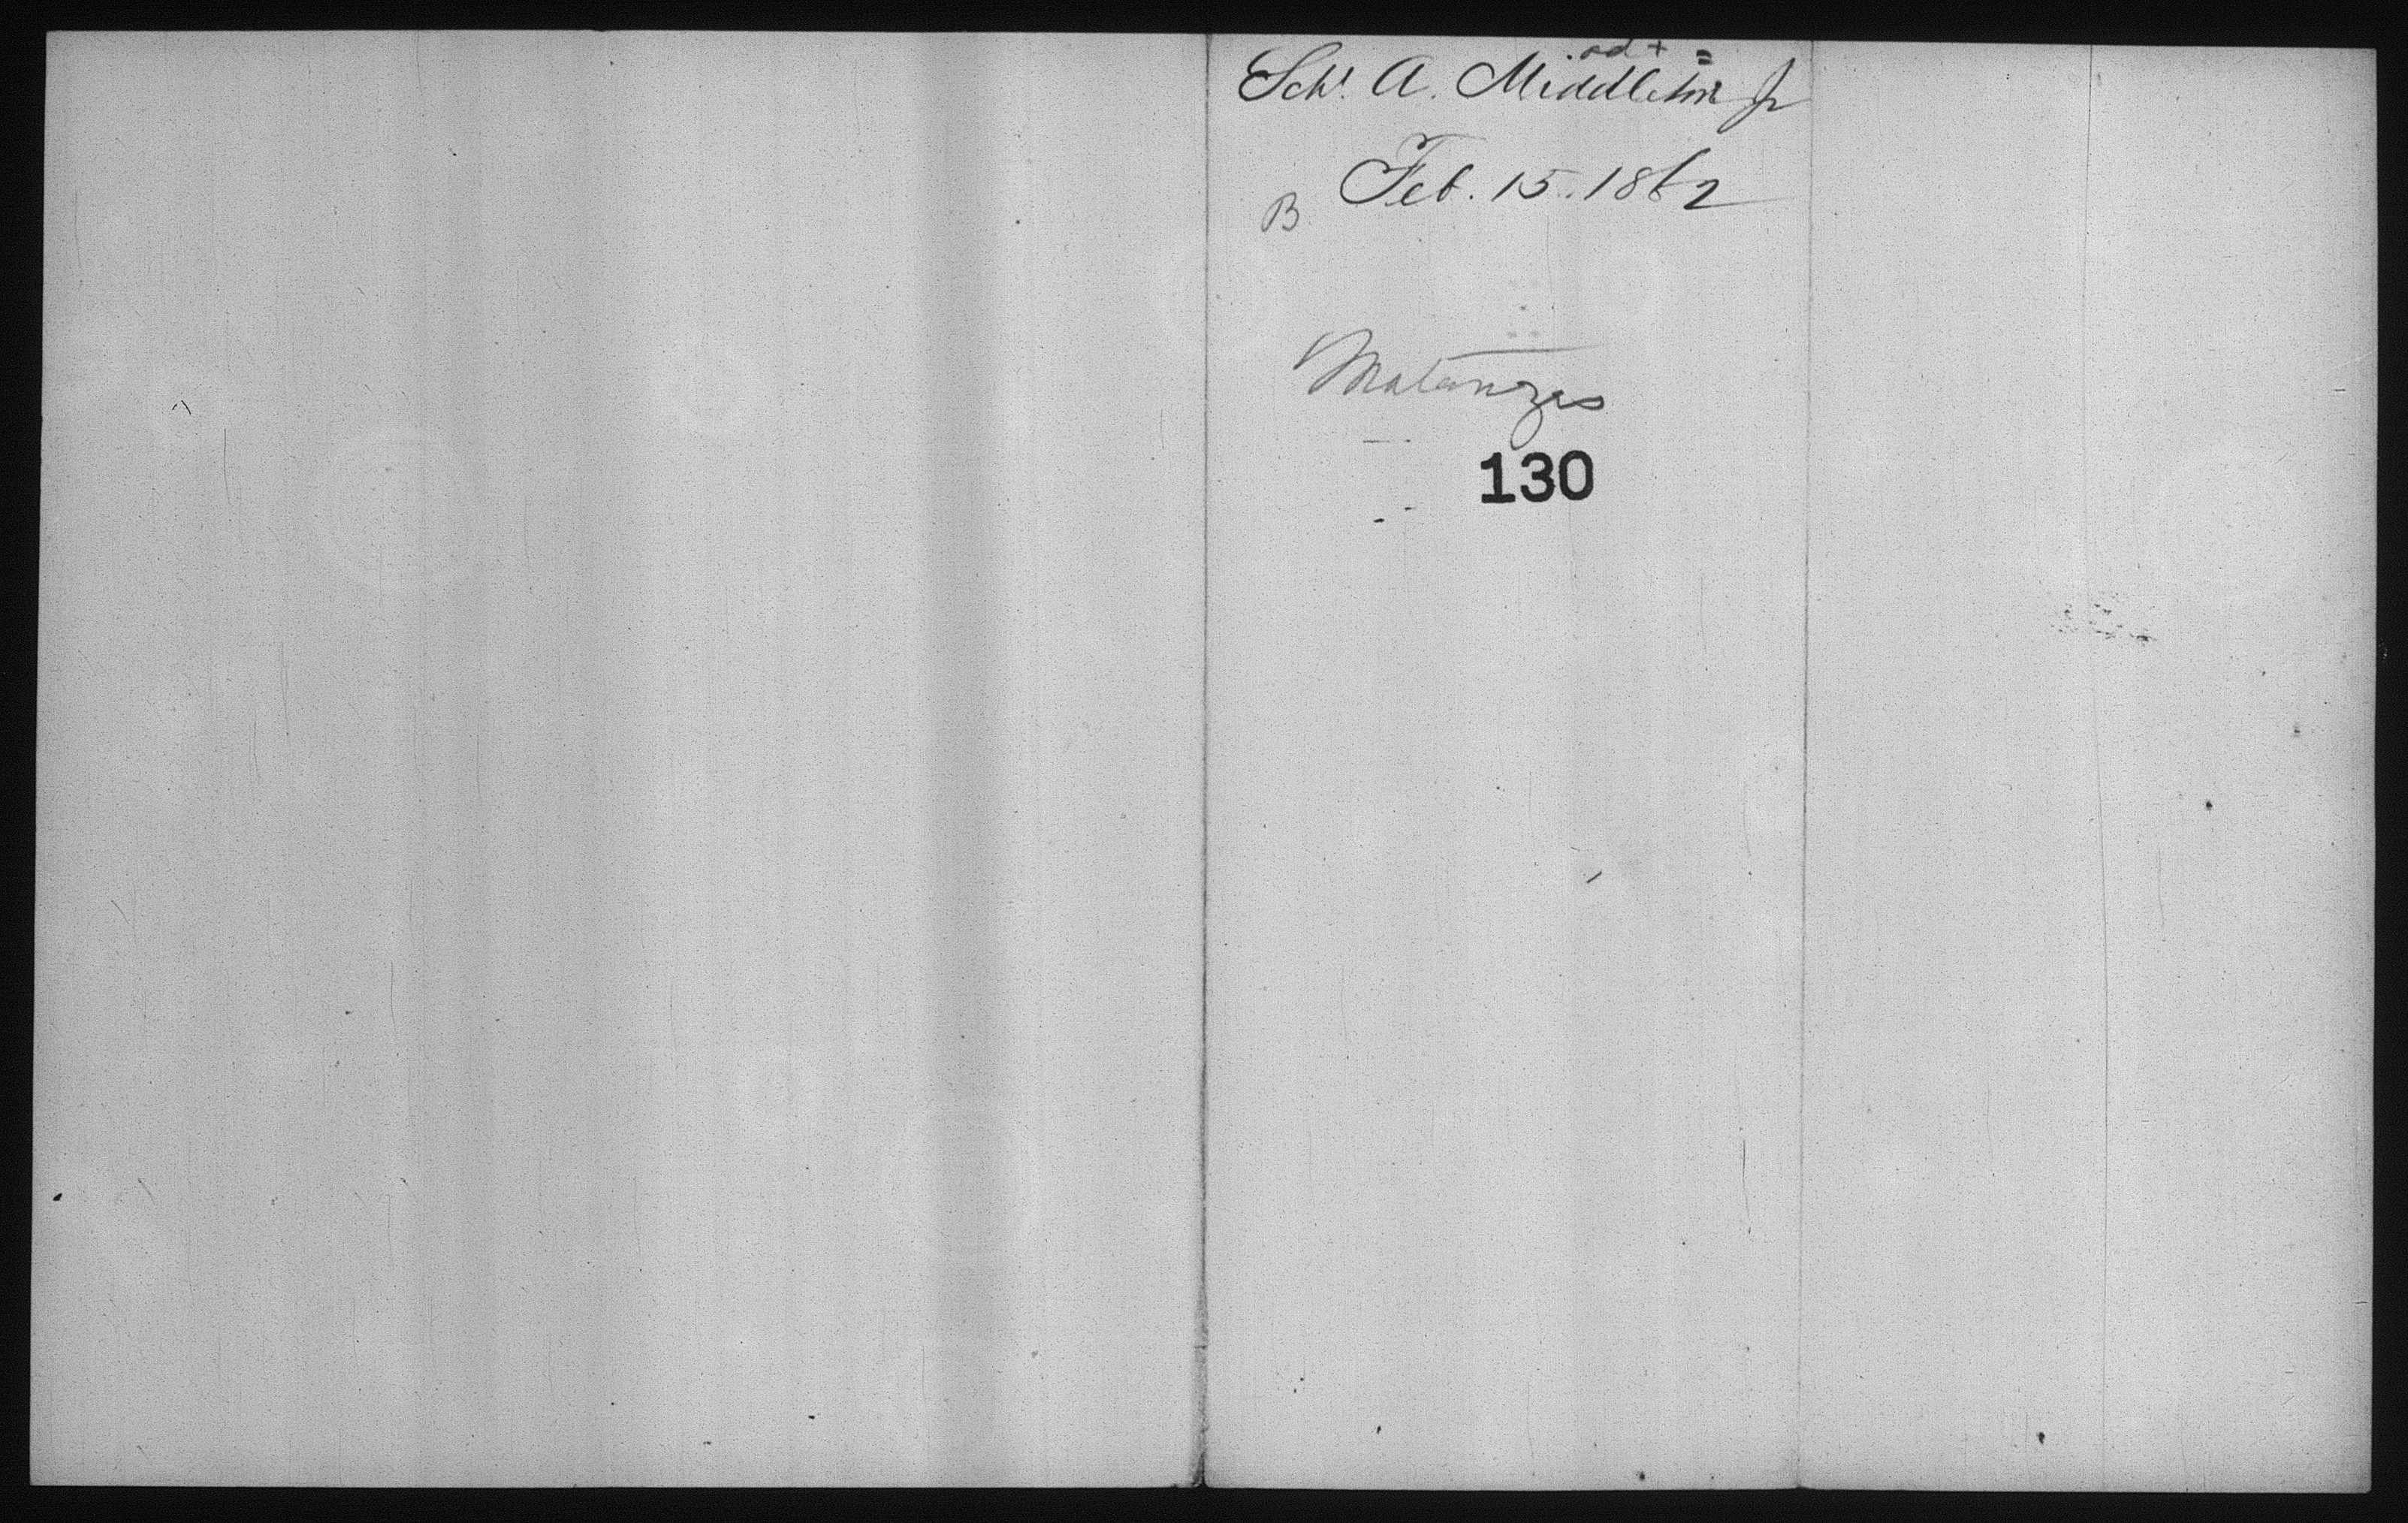 Schr. A. Middleton Jr
Feb. 15. 1862
B
Matanzas
130